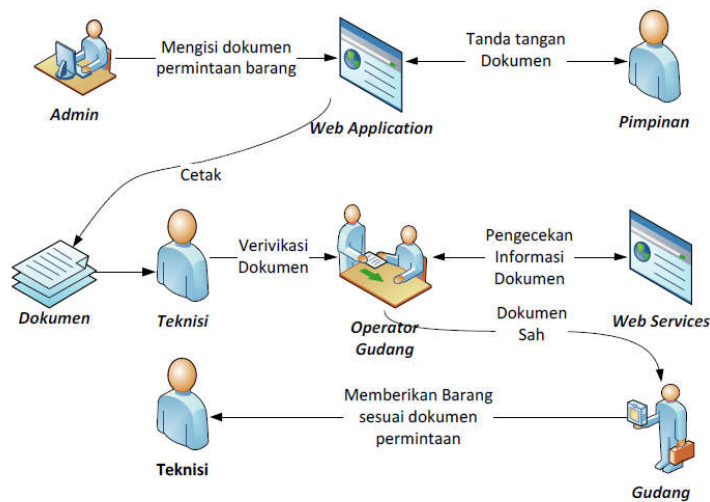 Mengisi dokumen
permintaan barang
Tanda tangan
Dokumen
Admin
Web Application
Pimpinan
Cetak
Verivikasi
Dokumen
Pengecekan
Informasi
Dokumen
Dokumen
Teknisi
Operator
Gudang
Web Services
Dokumen
Sah
Memberikan Barang
sesuai dokumen
permintaan
Teknisi
Gudang